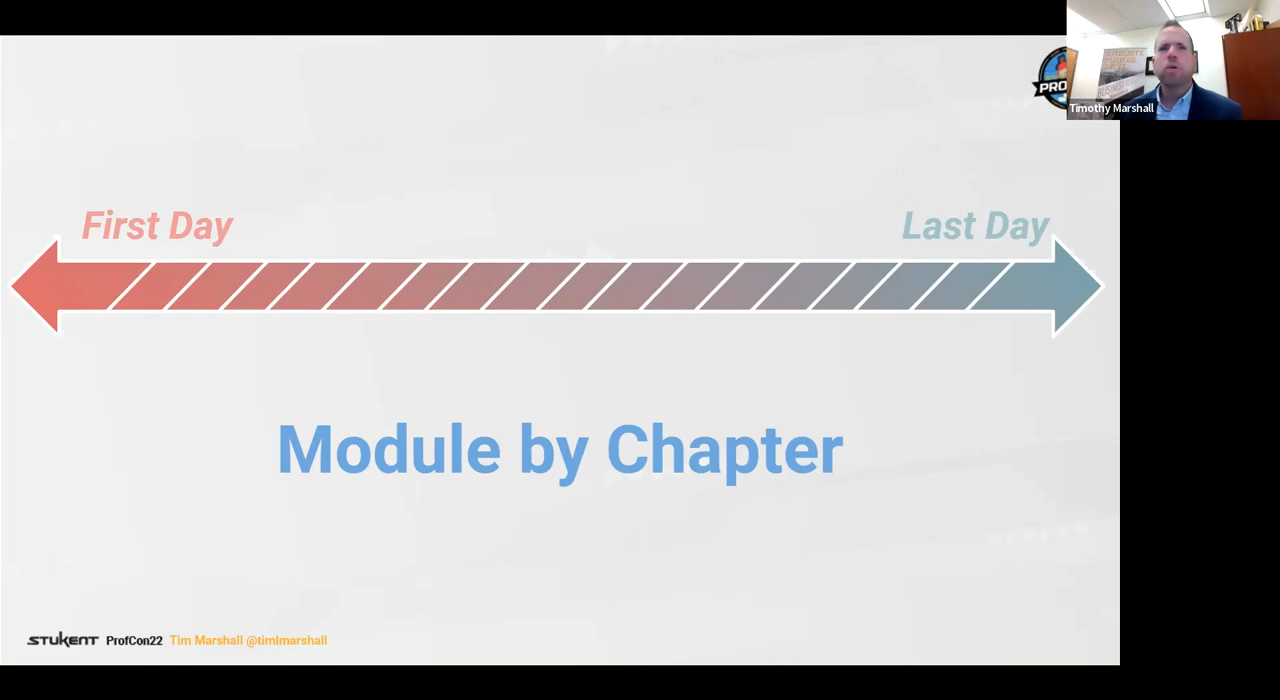 Timothy Marshall
First Day
Last Day
Module by Chapter
STUKENT ProfCon22 Tim Marshall @timlmarshall